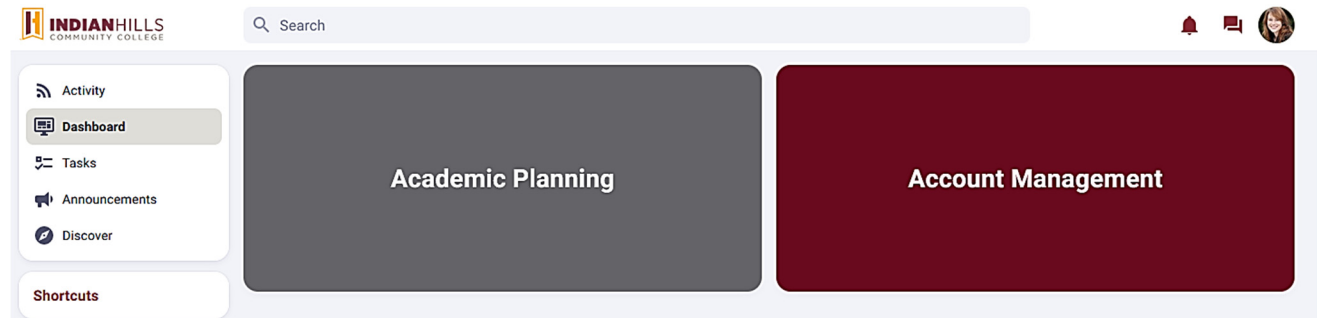 INDIANHILLS
COMMUNITY COLLEGE
Search
Activity
Dashboard
Tasks
Announcements
Discover
Shortcuts
Academic Planning
Account Management